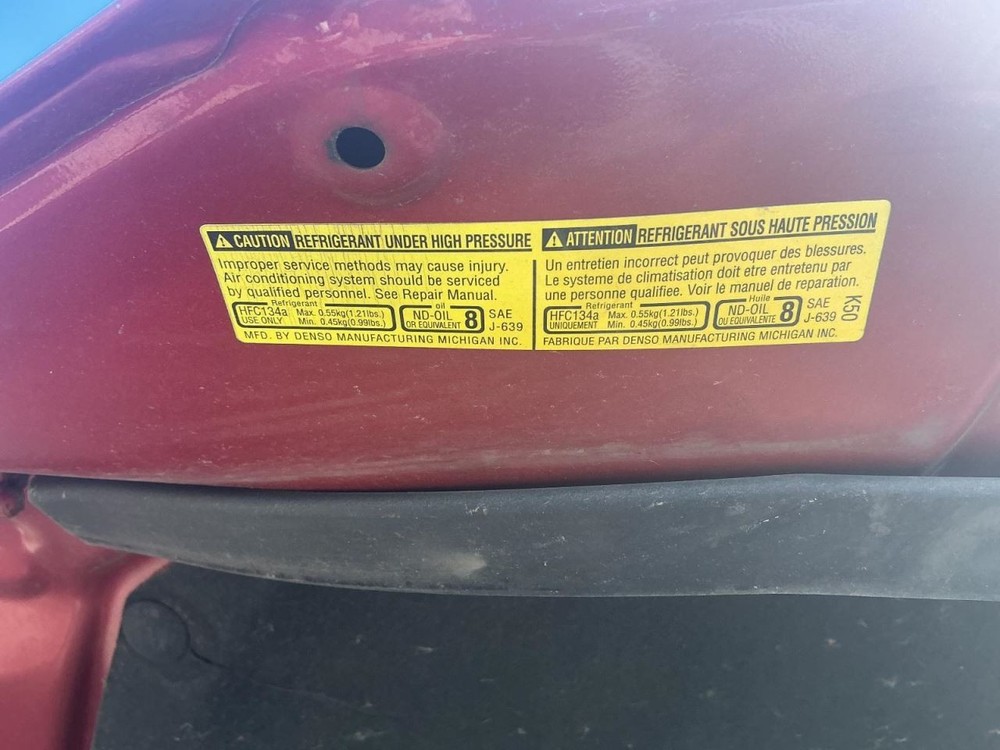 CAUTION REFRIGERANT UNDER HIGH PRESSURE
Improper service methods may cause injury.
Air conditioning system should be serviced
by qualified personnel. See Repair Manual.
Refrigerant
HFC134a Max. 0.55kg(1.21lbs.)
USE ONLY Min. 0.45kg(0.99lbs.)
oil
ND-OIL 8
OR EQUIVALENT
SAE
J-639
MFD. BY DENSO MANUFACTURING MICHIGAN INC.
ATTENTION REFRIGERANT SOUS HAUTE PRESSION
Un entretien incorrect peut provoquer des blessures.
Le systeme de climatisation doit etre entretenu par
une personne qualifiee. Voir le manuel de reparation.
Refrigerant
HFC134a Max. 0.55kg(1.21lbs.)
UNIQUEMENT Min. 0.45kg(0.99lbs.)
Huile
ND-OIL 8
OU EQUIVALENTE
SAE
J-639
FABRIQUE PAR DENSO MANUFACTURING MICHIGAN INC.
K50